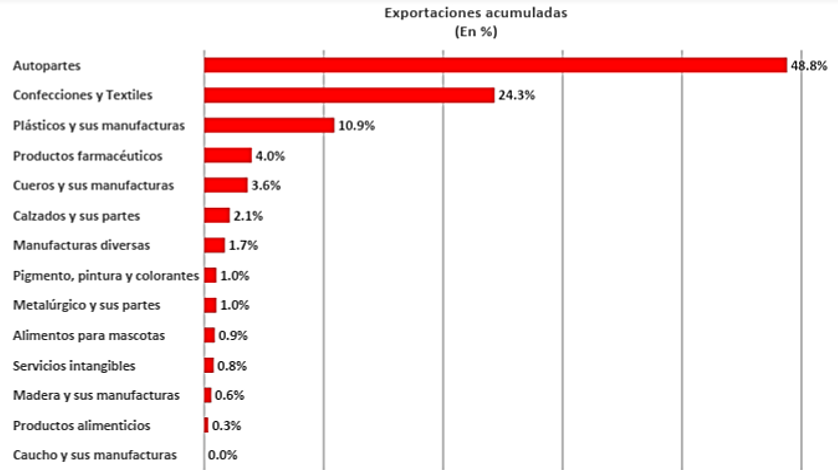 Exportaciones acumuladas
(En %)
Autopartes 48.8%
Confecciones y Textiles 24.3%
Plásticos y sus manufacturas 10.9%
Productos farmacéuticos 4.0%
Cueros y sus manufacturas 3.6%
Calzados y sus partes 2.1%
Manufacturas diversas 1.7%
Pigmento, pintura y colorantes 1.0%
Metalúrgico y sus partes 1.0%
Alimentos para mascotas 0.9%
Servicios intangibles 0.8%
Madera y sus manufacturas 0.6%
Productos alimenticios 0.3%
Caucho y sus manufacturas 0.0%